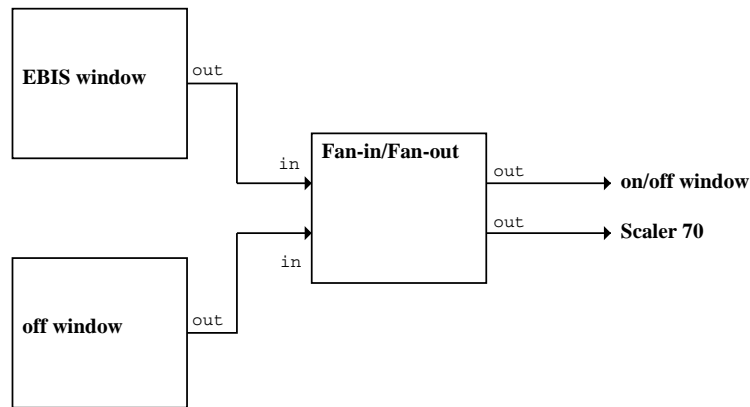 EBIS window
out
in
Fan-in/Fan-out
out
on/off window
out
Scaler 70
in
off window
out